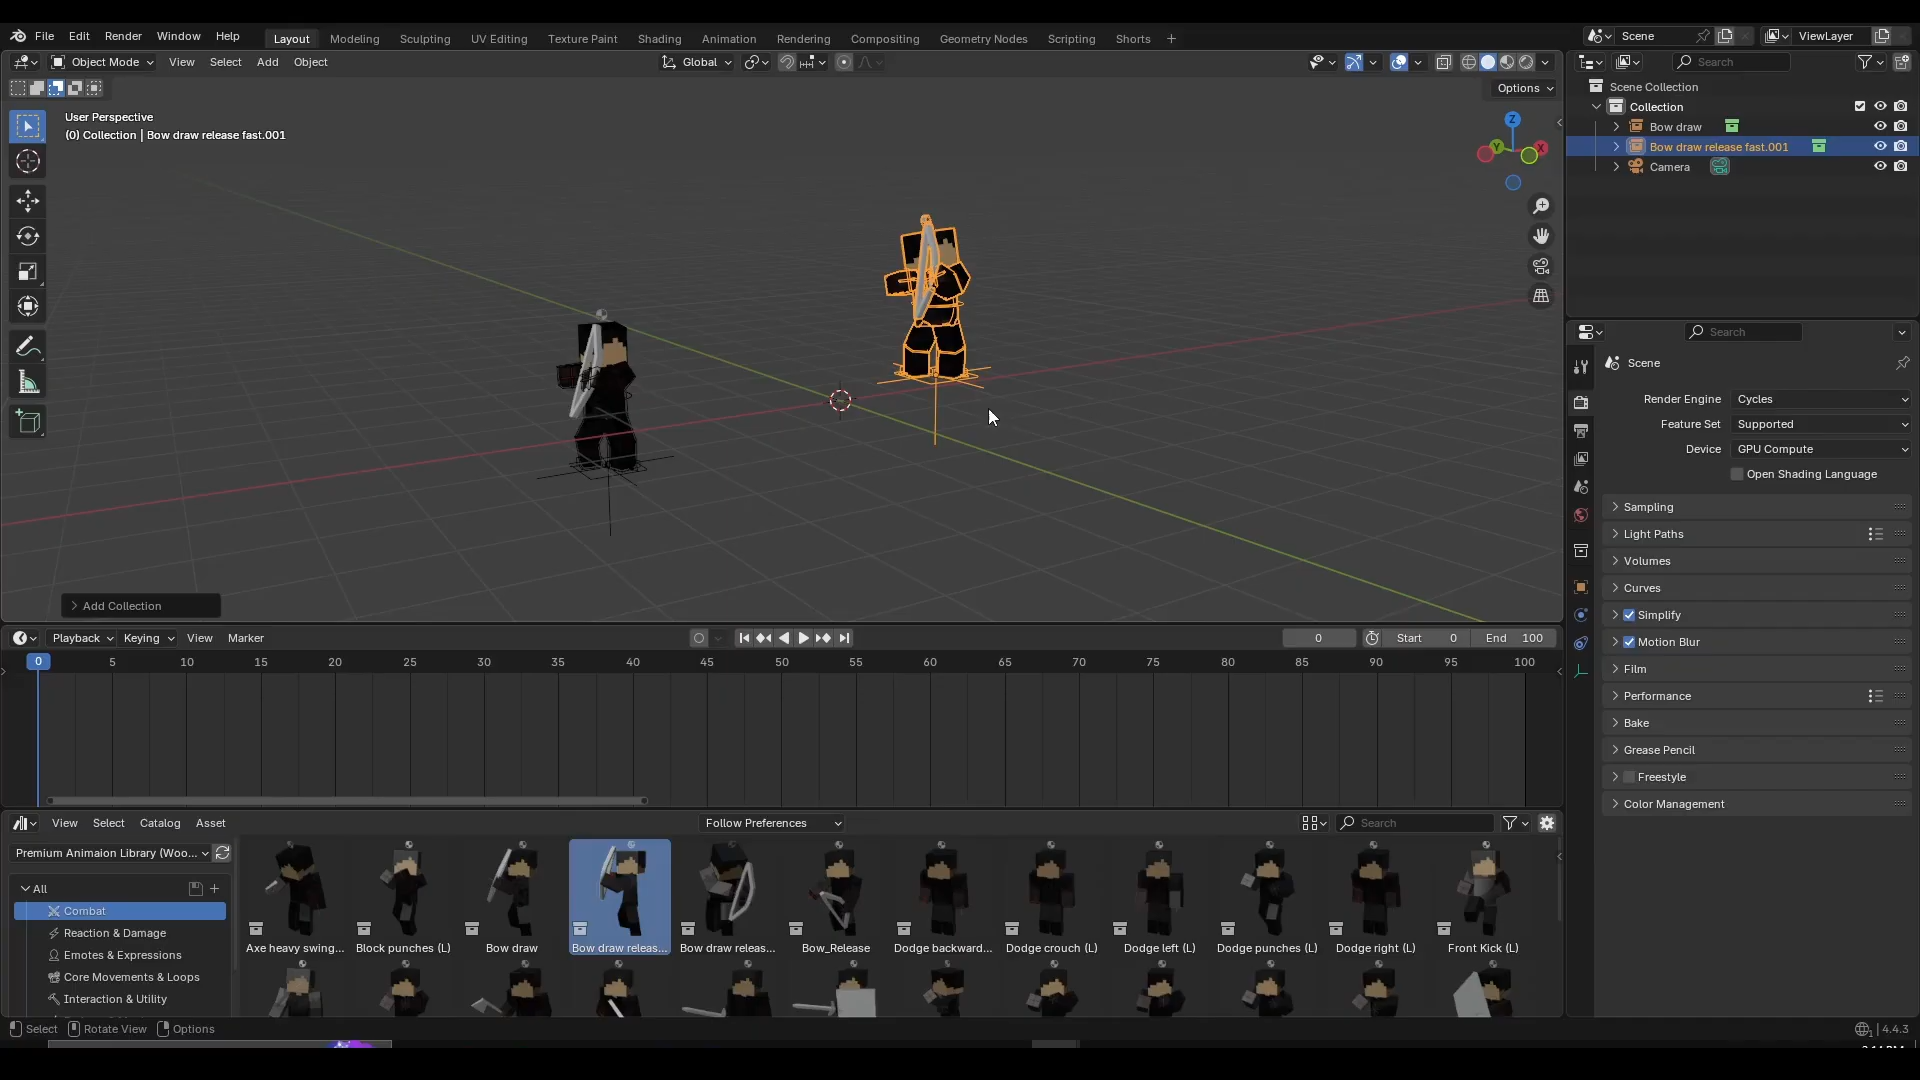 File Edit Render Window Help Layout Modeling Sculpting UV Editing Texture Paint Shading Animation Rendering Compositing Geometry Nodes Scripting Shorts + Scene ViewLayer
Object Mode View Select Add Object Global Search
Options
User Perspective
(0) Collection | Bow draw release fast.001
Z
Y
X
Scene Collection
Collection
Bow draw
Bow draw release fast.001
Camera
Search
Scene
Render Engine Cycles
Feature Set Supported
Device GPU Compute
Open Shading Language
Sampling
Light Paths
Volumes
Curves
Simplify
Motion Blur
Film
Performance
Bake
Grease Pencil
Freestyle
Color Management
Add Collection
Playback Keying View Marker 0 Start 0 End 100
0 5 10 15 20 25 30 35 40 45 50 55 60 65 70 75 80 85 90 95 100
View Select Catalog Asset Follow Preferences Search
Premium Animaion Library (Woo...
All
Combat
Reaction & Damage
Emotes & Expressions
Core Movements & Loops
Interaction & Utility
Axe heavy swing... Block punches (L) Bow draw Bow draw releas... Bow draw releas... Bow_Release Dodge backward... Dodge crouch (L) Dodge left (L) Dodge punches (L) Dodge right (L) Front Kick (L)
Select Rotate View Options 4.4.3